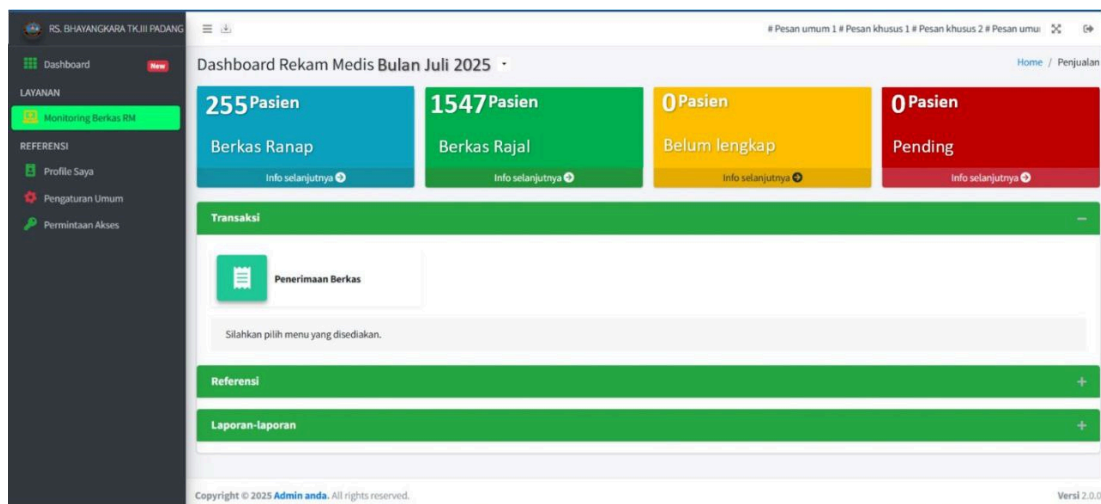 RS. BHAYANGKARA TK.III PADANG
# Pesan umum 1 # Pesan khusus 1 # Pesan khusus 2 # Pesan umu
Dashboard
New
LAYANAN
Monitoring Berkas RM
REFERENSI
Profile Saya
Pengaturan Umum
Permintaan Akses
Dashboard Rekam Medis Bulan Juli 2025
Home / Penjualan
255 Pasien
Berkas Ranap
Info selanjutnya
1547 Pasien
Berkas Rajal
Info selanjutnya
0 Pasien
Belum lengkap
Info selanjutnya
0 Pasien
Pending
Info selanjutnya
Transaksi
Penerimaan Berkas
Silahkan pilih menu yang disediakan.
Referensi
Laporan-laporan
Copyright © 2025 Admin anda. All rights reserved.
Versi 2.0.0